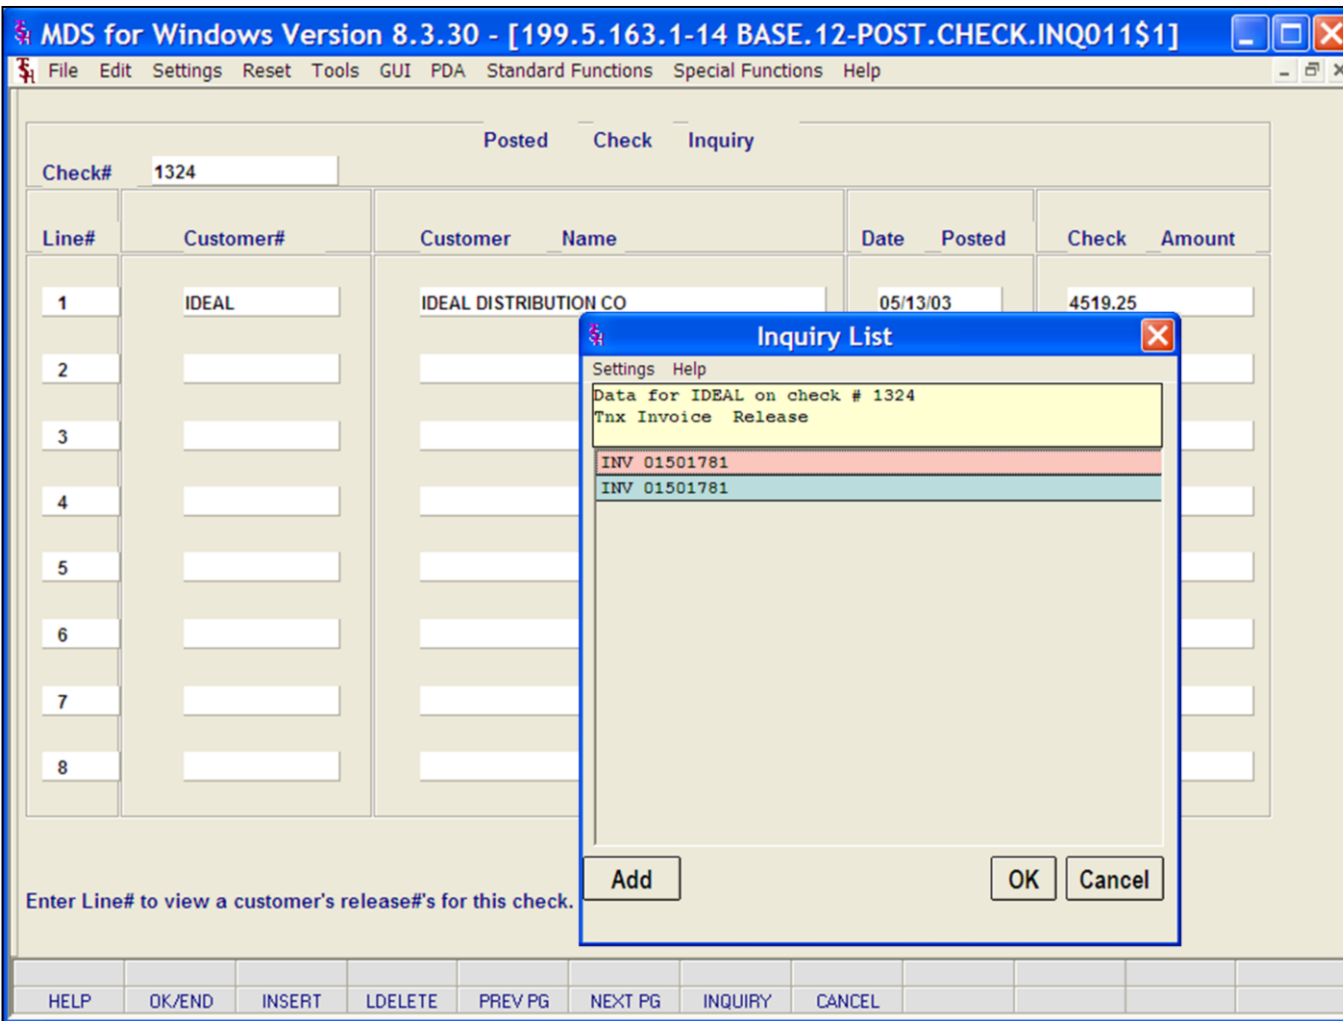 MDS for Windows Version 8.3.30 - [199.5.163.1-14 BASE.12-POST.CHECK.INQ011$1]
File Edit Settings Reset Tools GUI PDA Standard Functions Special Functions Help
Posted Check Inquiry
Check# 1324
Line# Customer# Customer Name Date Posted Check Amount
1 IDEAL IDEAL DISTRIBUTION CO 05/13/03 4519.25
2
3
4
5
6
7
8
Inquiry List
Settings Help
Data for IDEAL on check # 1324
Tnx Invoice Release
INV 01501781
INV 01501781
Add OK Cancel
Enter Line# to view a customer's release#'s for this check.
HELP OK/END INSERT LDELETE PREV PG NEXT PG INQUIRY CANCEL